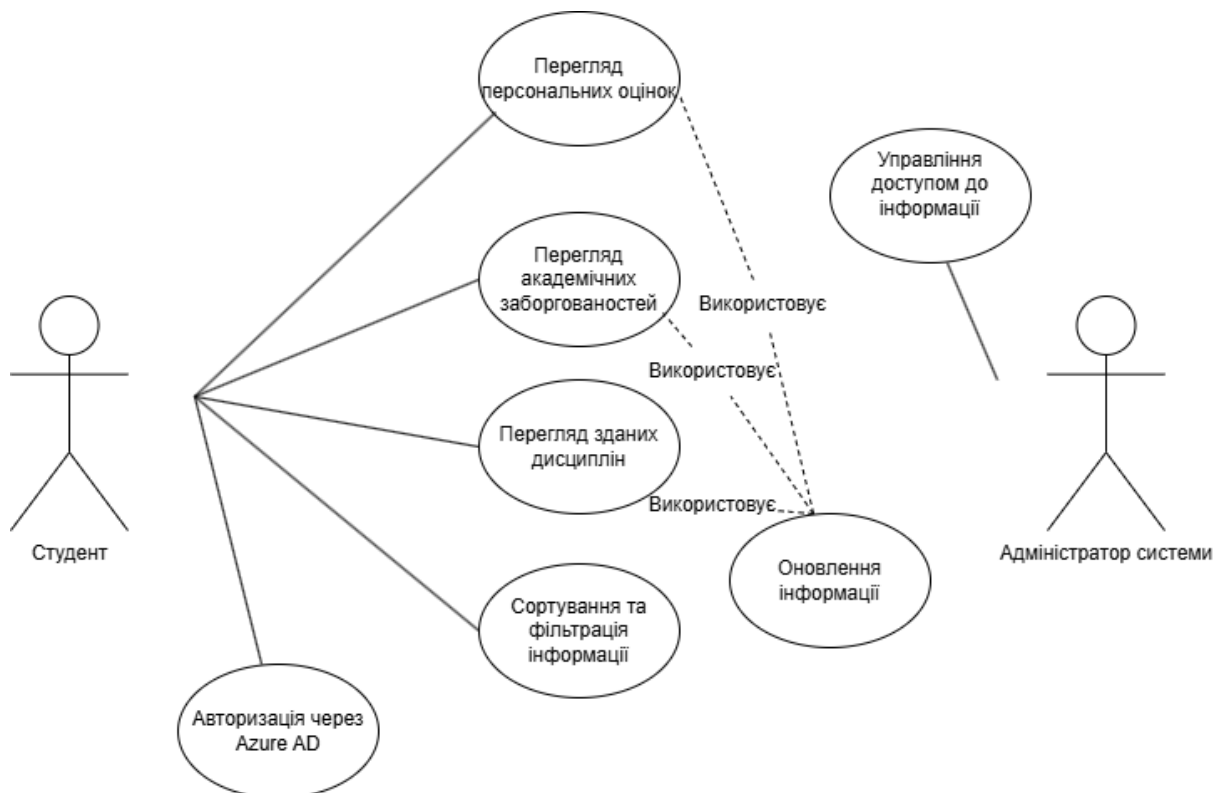 Перегляд
персональних оцінок
Управління
доступом до
інформації
Перегляд
академічних
заборгованостей
Використовує
Використовує
Перегляд зданих
дисциплін
Використовує
Студент
Адміністратор системи
Оновлення
інформації
Сортування та
фільтрація
інформації
Авторизація через
Azure AD